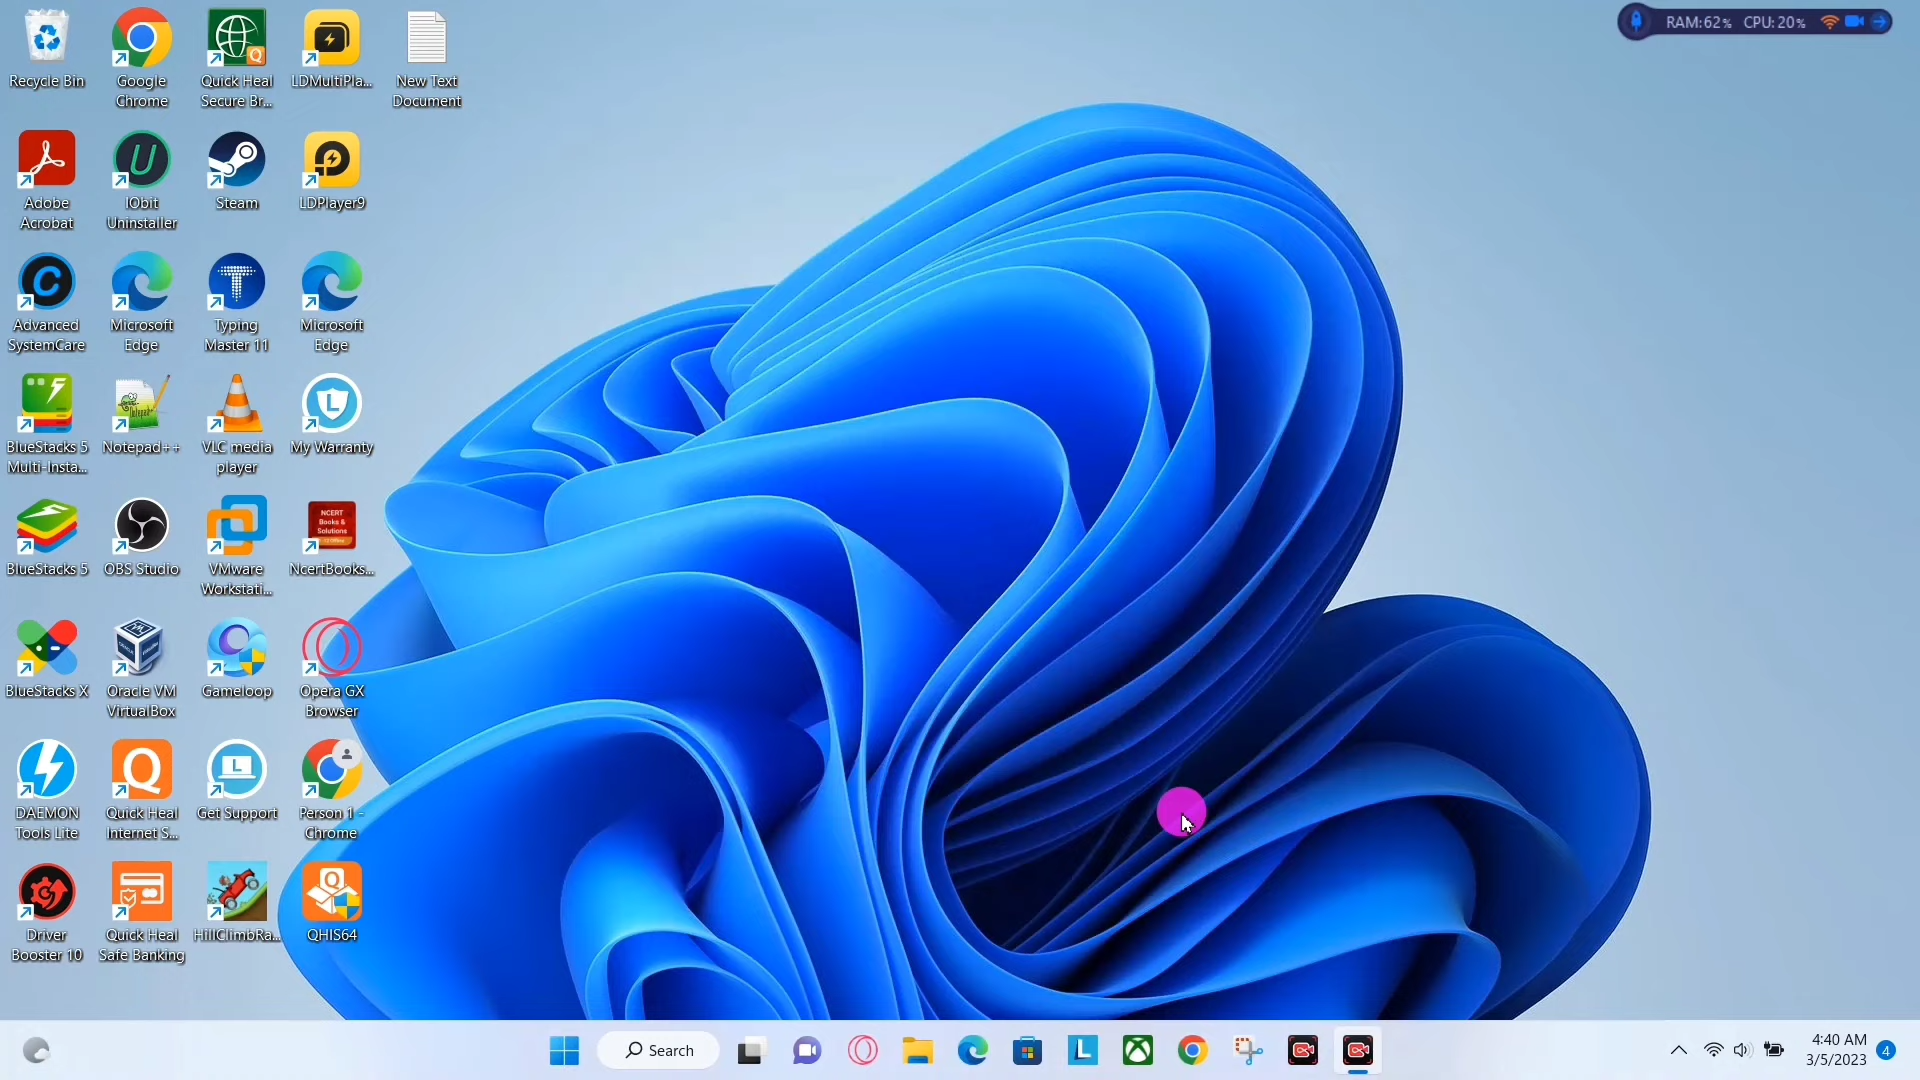 RAM:62% CPU:20%
Recycle Bin
Google
Chrome
Quick Heal
Secure Br...
LDMultiPla...
New Text
Document
Adobe
Acrobat
IObit
Uninstaller
Steam
LDPlayer9
Advanced
SystemCare
Microsoft
Edge
Typing
Master 11
Microsoft
Edge
BlueStacks 5
Multi-Insta...
Notepad++
VLC media
player
My Warranty
BlueStacks 5
OBS Studio
VMware
Workstati...
NCERT
Books &
Solutions
NcertBooks...
BlueStacks X
Oracle VM
VirtualBox
Gameloop
Opera GX
Browser
DAEMON
Tools Lite
Quick Heal
Internet S...
Get Support
Person 1 -
Chrome
Driver
Booster 10
Quick Heal
Safe Banking
HillClimbRa...
QHIS64
Search
4:40 AM
3/5/2023
4